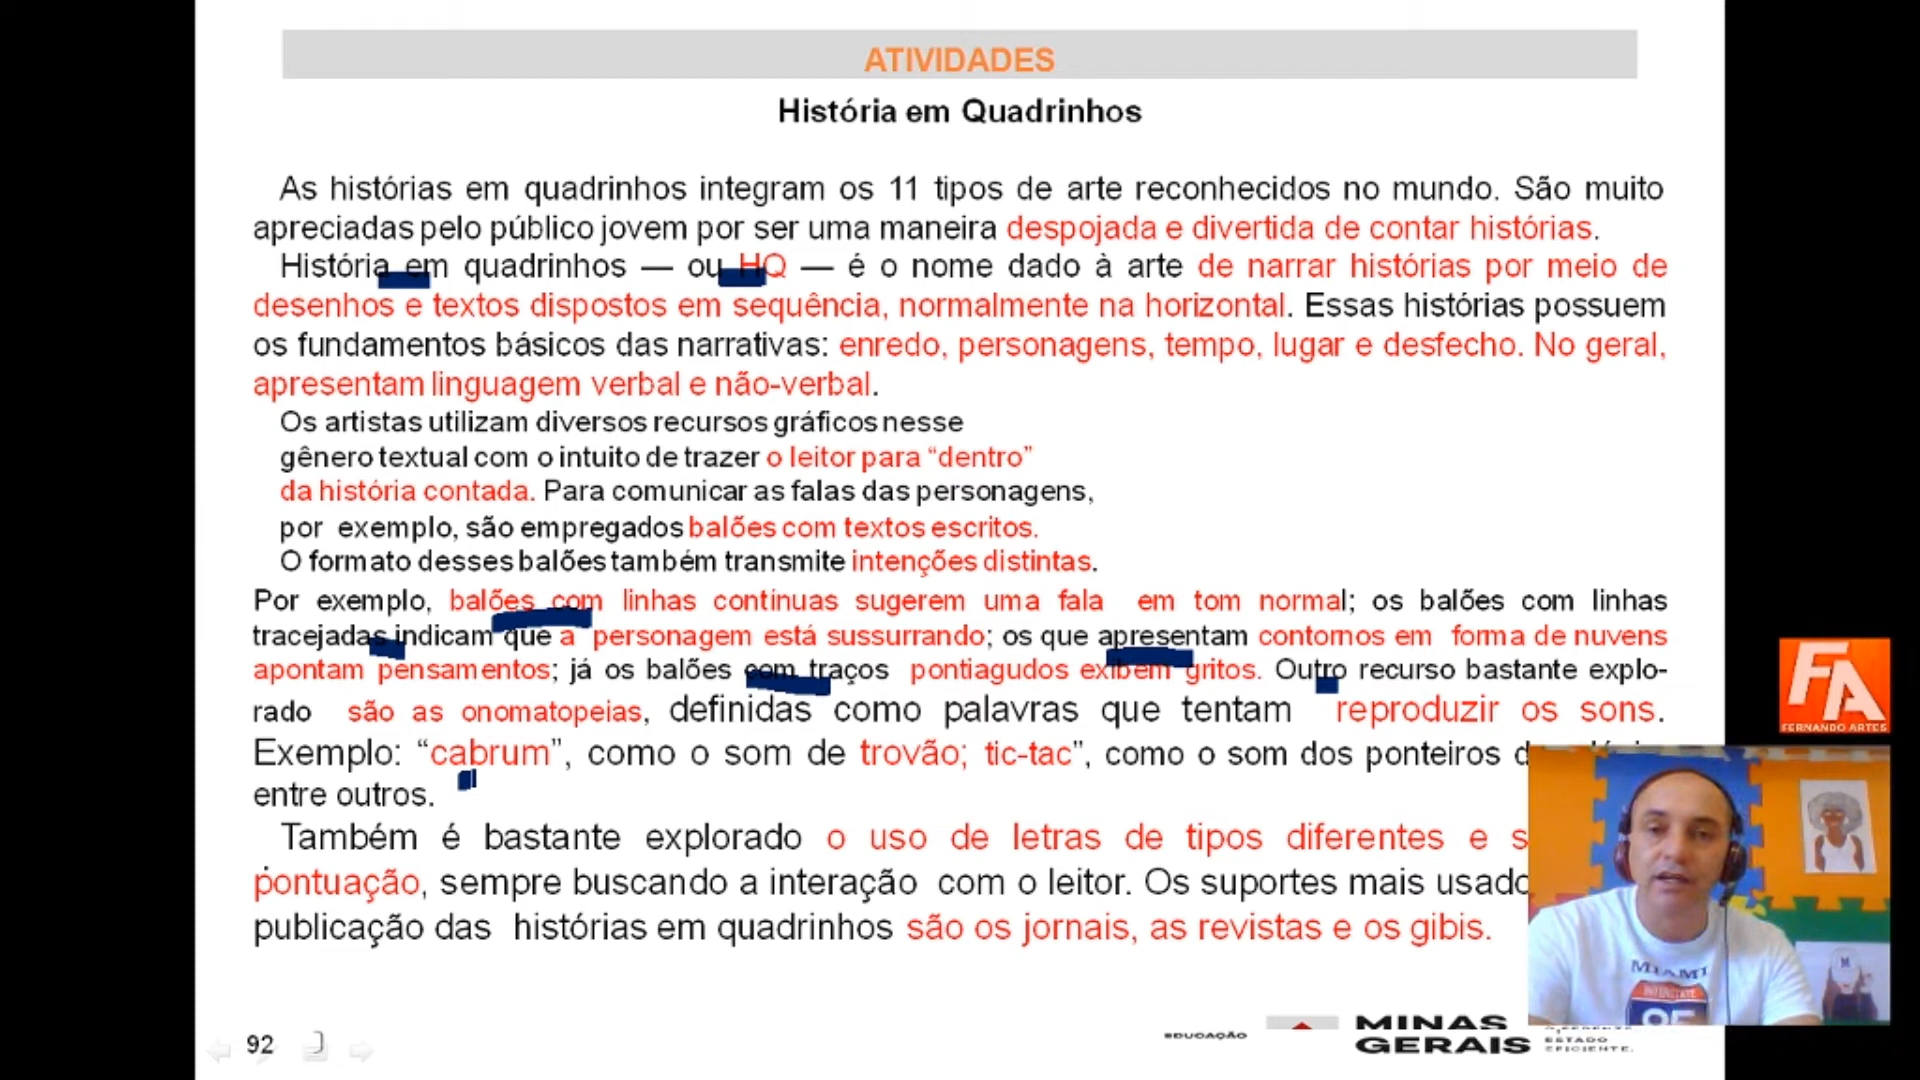 ATIVIDADES
História em Quadrinhos
As histórias em quadrinhos integram os 11 tipos de arte reconhecidos no mundo. São muito
apreciadas pelo público jovem por ser uma maneira despojada e divertida de contar histórias.
História em quadrinhos — ou HQ — é o nome dado à arte de narrar histórias por meio de
desenhos e textos dispostos em sequência, normalmente na horizontal. Essas histórias possuem
os fundamentos básicos das narrativas: enredo, personagens, tempo, lugar e desfecho. No geral,
apresentam linguagem verbal e não-verbal.
Os artistas utilizam diversos recursos gráficos nesse
gênero textual com o intuito de trazer o leitor para “dentro”
da história contada. Para comunicar as falas das personagens,
por exemplo, são empregados balões com textos escritos.
O formato desses balões também transmite intenções distintas.
Por exemplo, balões com linhas contínuas sugerem uma fala em tom normal; os balões com linhas
tracejadas indicam que a personagem está sussurrando; os que apresentam contornos em forma de nuvens
apontam pensamentos; já os balões com traços pontiagudos exibem gritos. Outro recurso bastante explo-
rado são as onomatopeias, definidas como palavras que tentam reproduzir os sons.
Exemplo: “cabrum”, como o som de trovão; tic-tac”, como o som dos ponteiros
entre outros.
Também é bastante explorado o uso de letras de tipos diferentes e
pontuação, sempre buscando a interação com o leitor. Os suportes mais
publicação das histórias em quadrinhos são os jornais, as revistas e os gibis.
FA
FERNANDO ARTES
MIAMI
95
92
EDUCAÇÃO
MINAS
GERAIS
ESTADO
EFICIENTE.